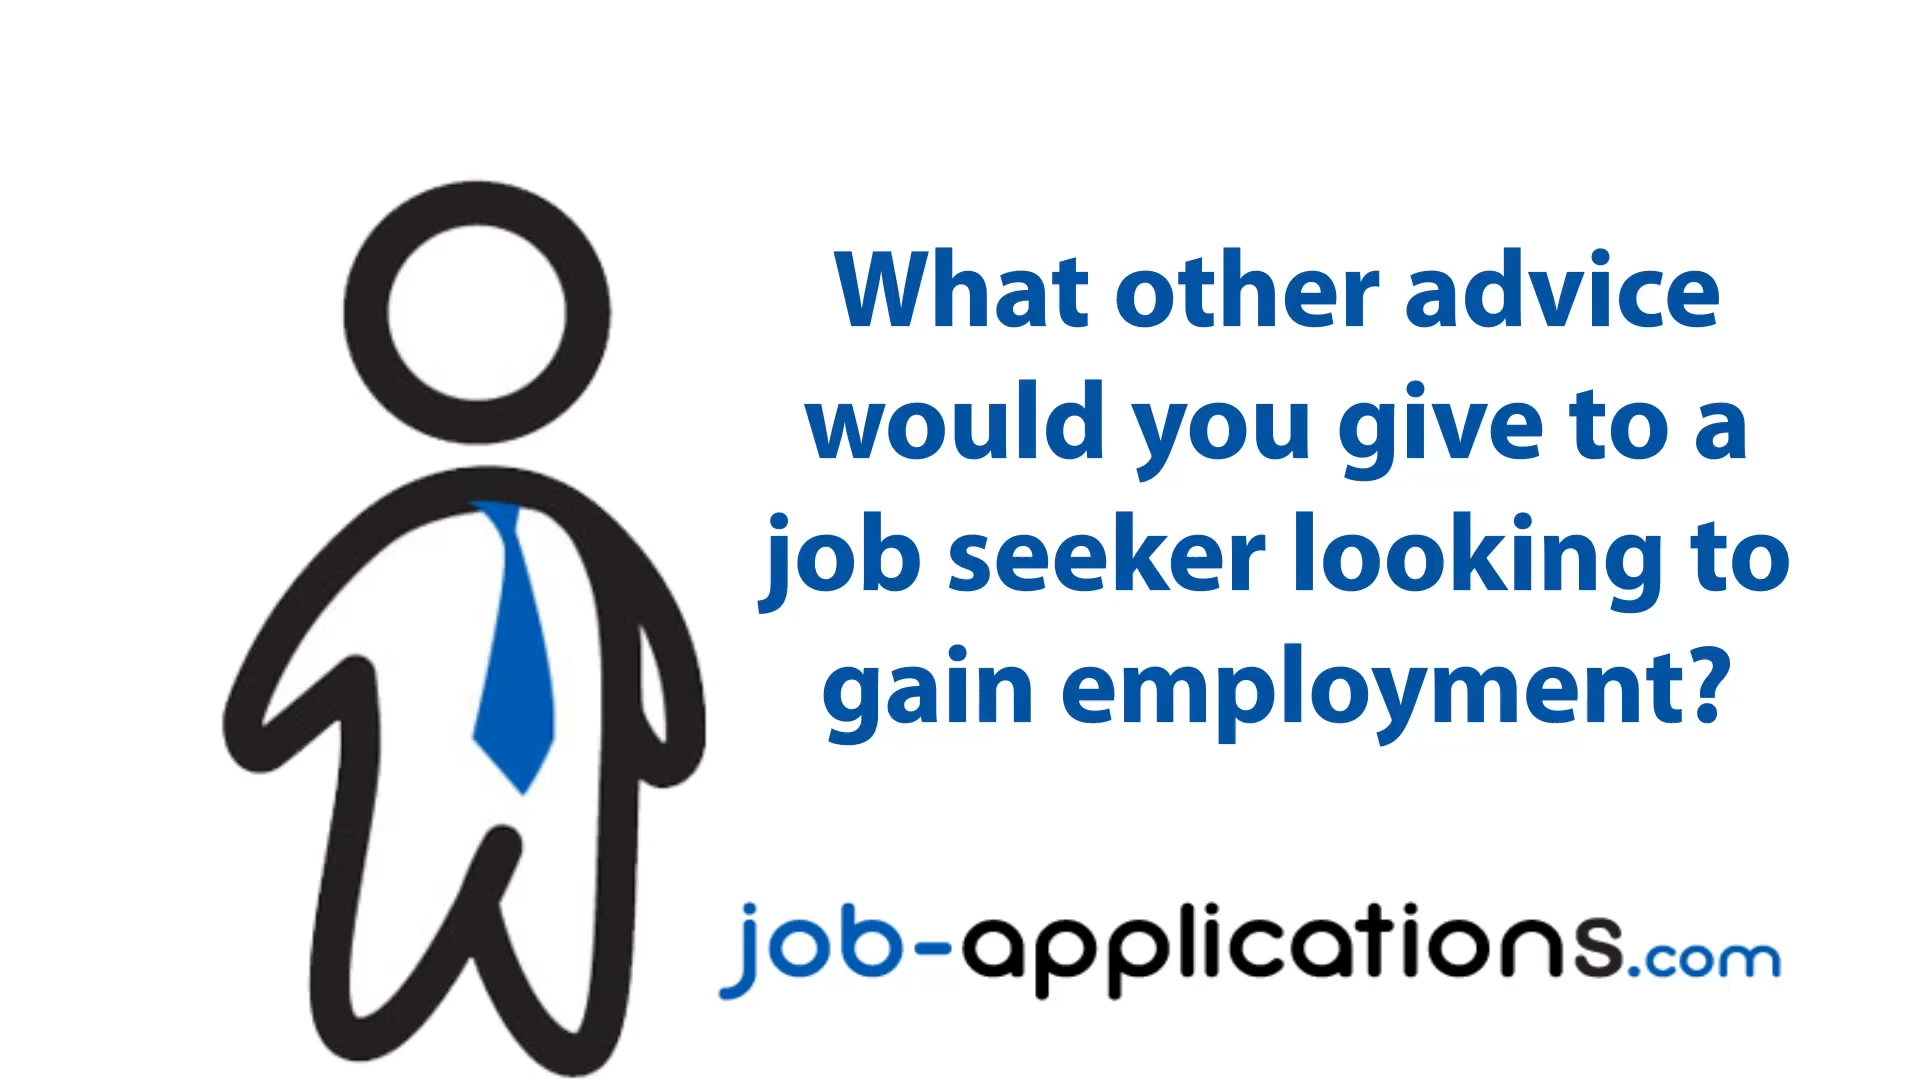 What other advice
would you give to a
job seeker looking to
gain employment?
job-applications.com